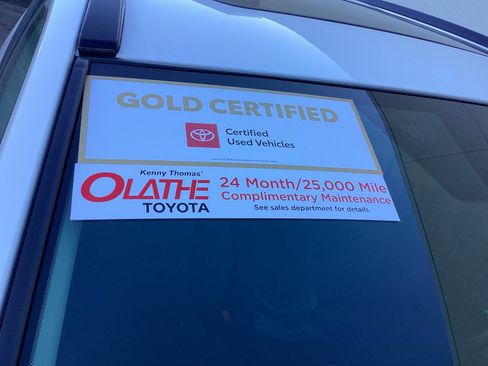 GOLD CERTIFIED
Certified
Used Vehicles
Kenny Thomas'
OLATHE
TOYOTA
24 Month/25,000 Mile
Complimentary Maintenance
See sales department for details